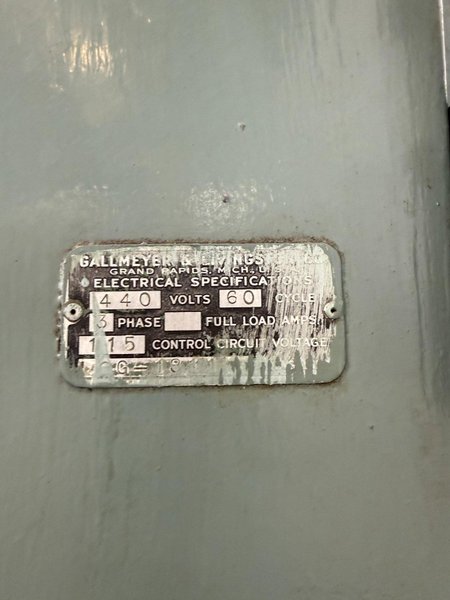 GALLMEYER & LIVINGSTON CO.
GRAND RAPIDS, MICH., U.S.
ELECTRICAL SPECIFICATIONS
440 VOLTS 60 CYCLE
3 PHASE FULL LOAD AMPS.
115 CONTROL CIRCUIT VOLTAGE